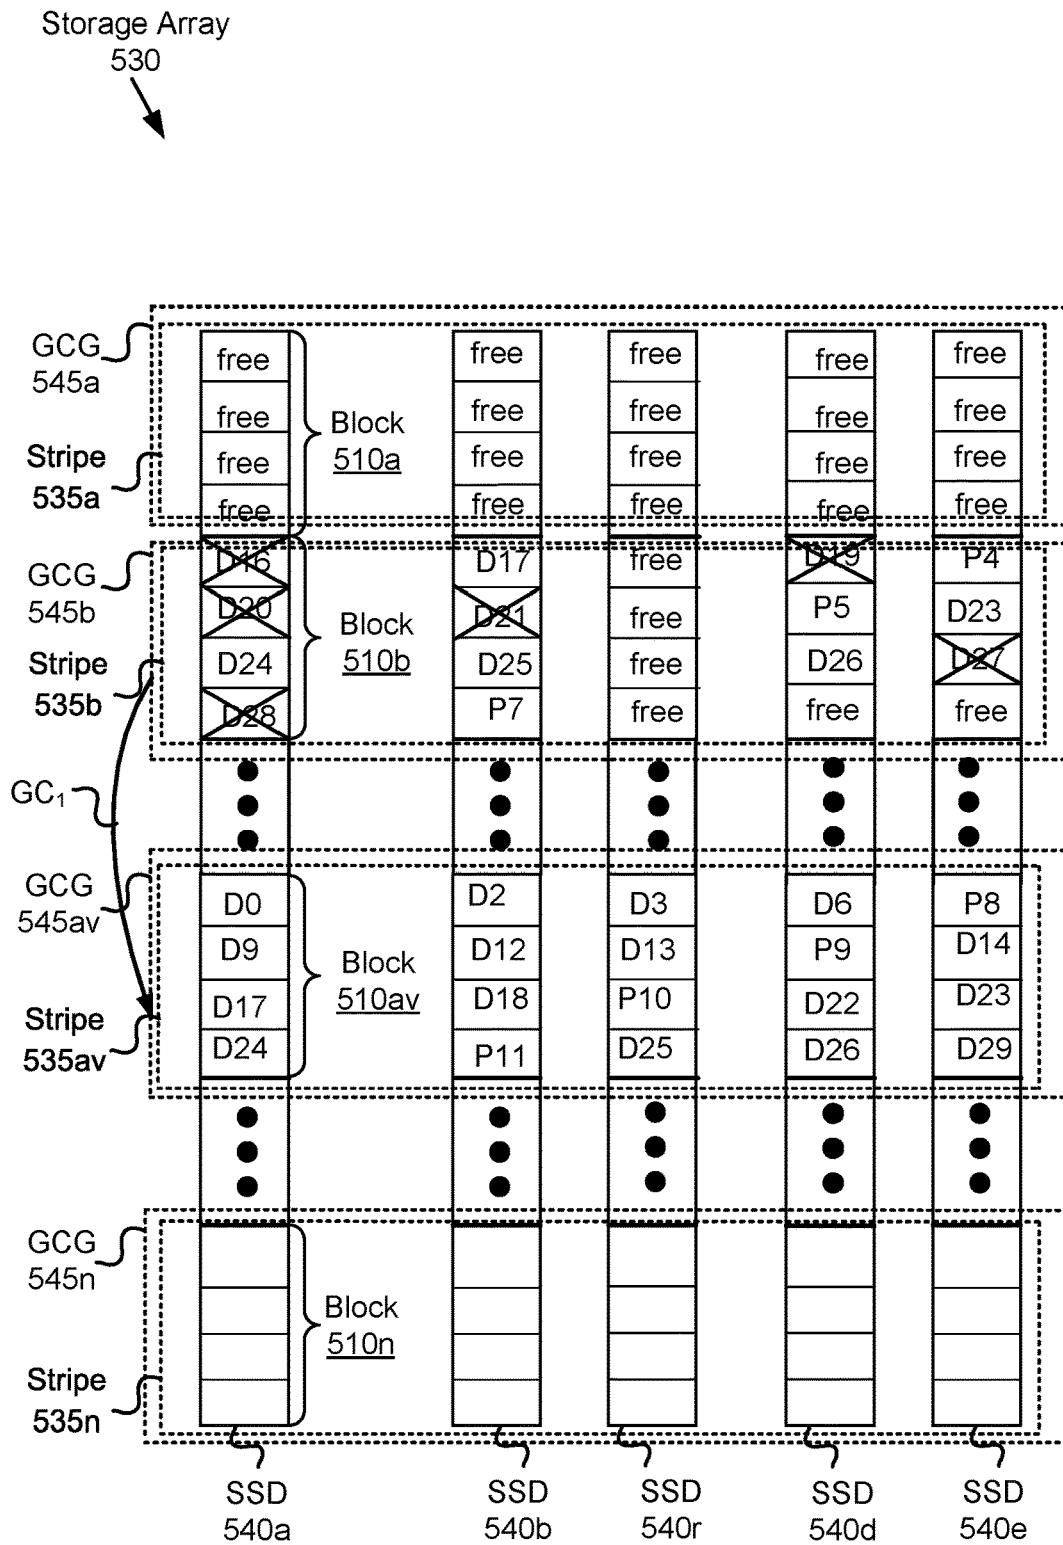 Storage Array
530
GCG
545a
Stripe
535a
free free free free free
free free free free free
free free free free free
free free free free free
Block
510a
GCG
545b
Stripe
535b
D16 D17 free D19 P4
D20 D21 free P5 D23
D24 D25 free D26 D27
D28 P7 free free free
Block
510b
GC1
GCG
545av
Stripe
535av
D0 D2 D3 D6 P8
D9 D12 D13 P9 D14
D17 D18 P10 D22 D23
D24 P11 D25 D26 D29
Block
510av
GCG
545n
Stripe
535n
Block
510n
SSD SSD SSD SSD SSD
540a 540b 540r 540d 540e